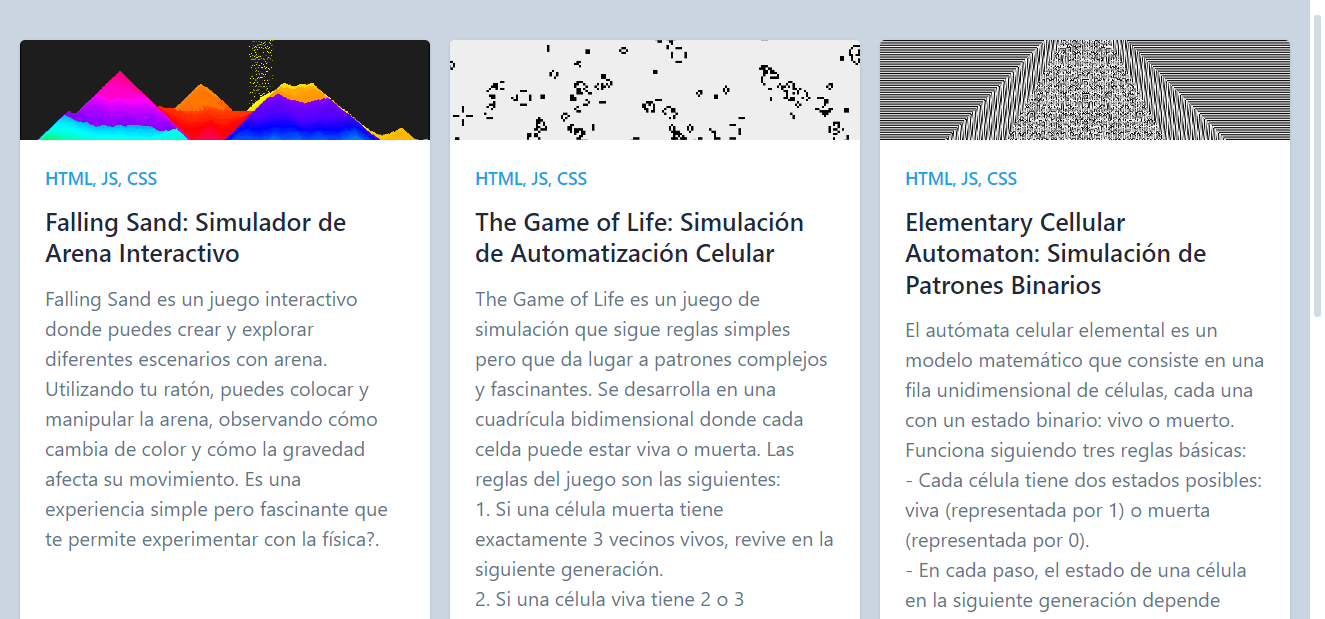 HTML, JS, CSS
Falling Sand: Simulador de
Arena Interactivo
Falling Sand es un juego interactivo
donde puedes crear y explorar
diferentes escenarios con arena.
Utilizando tu ratón, puedes colocar y
manipular la arena, observando cómo
cambia de color y cómo la gravedad
afecta su movimiento. Es una
experiencia simple pero fascinante que
te permite experimentar con la física?.
HTML, JS, CSS
The Game of Life: Simulación
de Automatización Celular
The Game of Life es un juego de
simulación que sigue reglas simples
pero que da lugar a patrones complejos
y fascinantes. Se desarrolla en una
cuadrícula bidimensional donde cada
celda puede estar viva o muerta. Las
reglas del juego son las siguientes:
1. Si una célula muerta tiene
exactamente 3 vecinos vivos, revive en la
siguiente generación.
2. Si una célula viva tiene 2 o 3
HTML, JS, CSS
Elementary Cellular
Automaton: Simulación de
Patrones Binarios
El autómata celular elemental es un
modelo matemático que consiste en una
fila unidimensional de células, cada una
con un estado binario: vivo o muerto.
Funciona siguiendo tres reglas básicas:
- Cada célula tiene dos estados posibles:
viva (representada por 1) o muerta
(representada por 0).
- En cada paso, el estado de una célula
en la siguiente generación depende